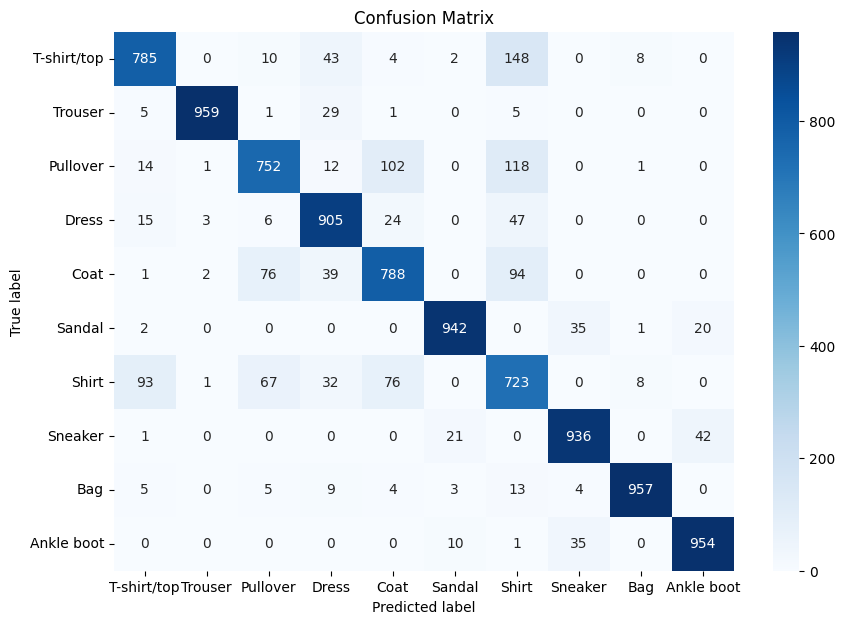 Confusion Matrix
T-shirt/top 785 0 10 43 4 2 148 0 8 0
Trouser 5 959 1 29 1 0 5 0 0 0
Pullover 14 1 752 12 102 0 118 0 1 0
Dress 15 3 6 905 24 0 47 0 0 0
Coat 1 2 76 39 788 0 94 0 0 0
Sandal 2 0 0 0 0 942 0 35 1 20
Shirt 93 1 67 32 76 0 723 0 8 0
Sneaker 1 0 0 0 0 21 0 936 0 42
Bag 5 0 5 9 4 3 13 4 957 0
Ankle boot 0 0 0 0 0 10 1 35 0 954
T-shirt/top Trouser Pullover Dress Coat Sandal Shirt Sneaker Bag Ankle boot
Predicted label
True label
800
600
400
200
0